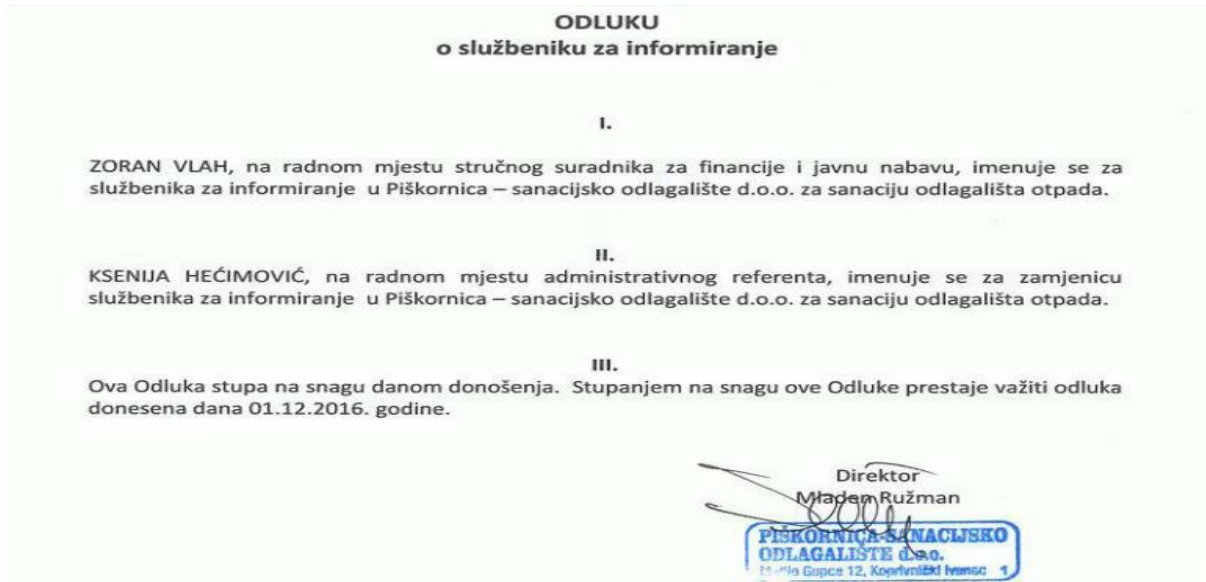 ODLUKU
o službeniku za informiranje
I.
ZORAN VLAH, na radnom mjestu stručnog suradnika za financije i javnu nabavu, imenuje se za
službenika za informiranje u Piškornica – sanacijsko odlagalište d.o.o. za sanaciju odlagališta otpada.
II.
KSENIJA HEĆIMOVIĆ, na radnom mjestu administrativnog referenta, imenuje se za zamjenicu
službenika za informiranje u Piškornica – sanacijsko odlagalište d.o.o. za sanaciju odlagališta otpada.
III.
Ova Odluka stupa na snagu danom donošenja. Stupanjem na snagu ove Odluke prestaje važiti odluka
donesena dana 01.12.2016. godine.
Direktor
Mladen Ružman
PIŠKORNICA-SANACIJSKO
ODLAGALIŠTE d.o.o.
Gupca 12, Koprivnički Ivanec 1